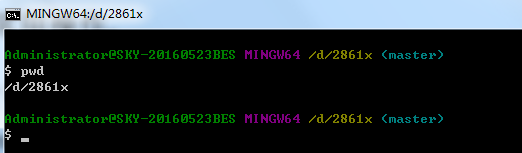 MINGW64:/d/2861x
Administrator@SKY-20160523BES MINGW64 /d/2861x (master)
$ pwd
/d/2861x
Administrator@SKY-20160523BES MINGW64 /d/2861x (master)
$